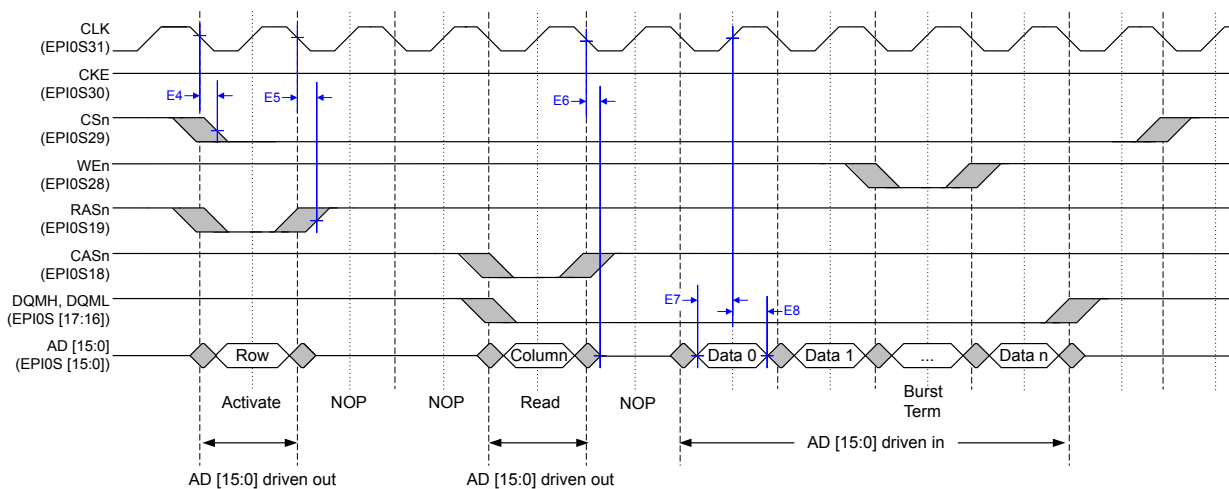 CLK
(EPI0S31)
CKE
(EPI0S30)
E4
E5
E6
CSn
(EPI0S29)
WEn
(EPI0S28)
RASn
(EPI0S19)
CASn
(EPI0S18)
DQMH, DQML
(EPI0S [17:16])
E7
E8
AD [15:0]
(EPI0S [15:0])
Row
Column
Data 0
Data 1
...
Data n
Activate
NOP
NOP
Read
NOP
Burst
Term
AD [15:0] driven in
AD [15:0] driven out
AD [15:0] driven out